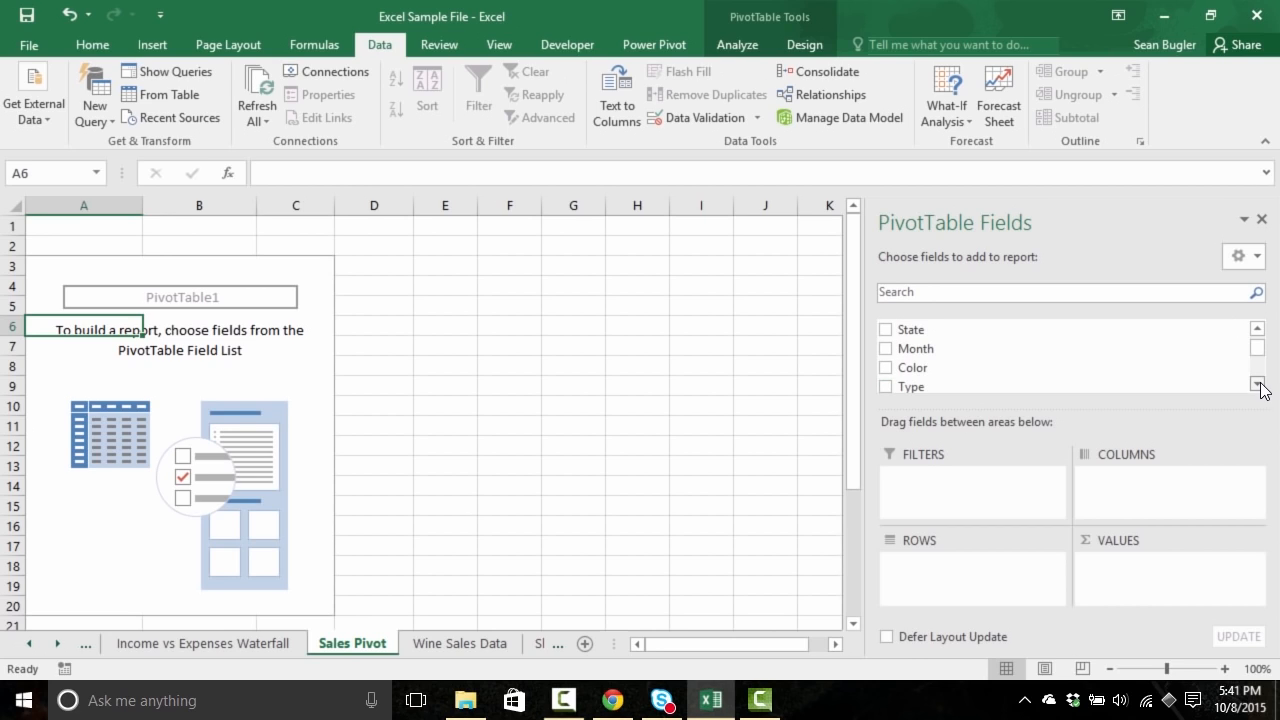 Excel Sample File - Excel
PivotTable Tools
File Home Insert Page Layout Formulas Data Review View Developer Power Pivot Analyze Design Tell me what you want to do... Sean Bugler Share
Get External Data
New Query
Show Queries
From Table
Recent Sources
Get & Transform
Refresh All
Connections
Properties
Edit Links
Connections
Sort
Filter
Clear
Reapply
Advanced
Sort & Filter
Text to Columns
Flash Fill
Remove Duplicates
Data Validation
Consolidate
Relationships
Manage Data Model
Data Tools
What-If Analysis
Forecast Sheet
Forecast
Group
Ungroup
Subtotal
Outline
A6
fx
A B C D E F G H I J K
1
2
3
4
5
6
7
8
9
10
11
12
13
14
15
16
17
18
19
20
21
PivotTable1
To build a report, choose fields from the
PivotTable Field List
PivotTable Fields
Choose fields to add to report:
Search
State
Month
Color
Type
Drag fields between areas below:
FILTERS
COLUMNS
ROWS
Σ VALUES
Defer Layout Update
UPDATE
... Income vs Expenses Waterfall Sales Pivot Wine Sales Data Sl ...
Ready
100%
Ask me anything
5:41 PM
10/8/2015